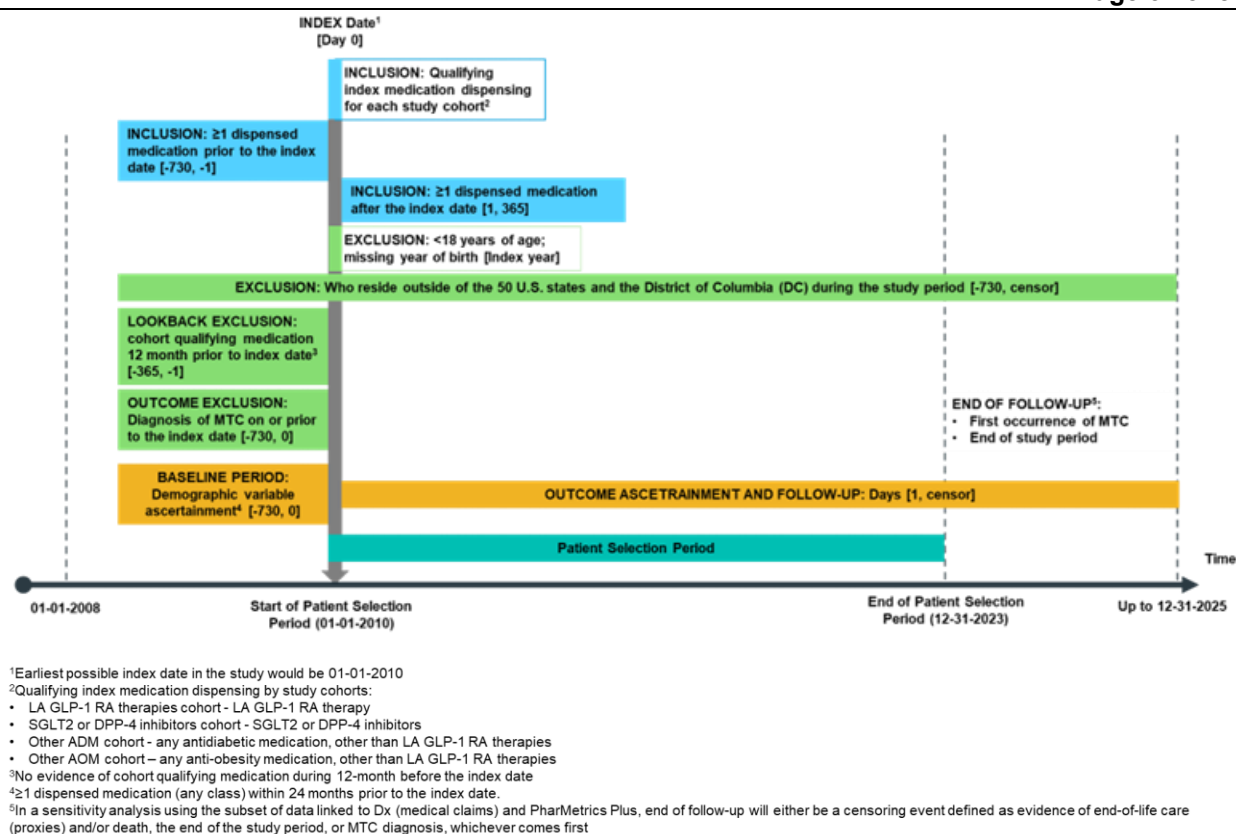 INDEX Date¹
[Day 0]
INCLUSION: Qualifying
index medication dispensing
for each study cohort²
INCLUSION: ≥1 dispensed
medication prior to the index
date [-730, -1]
INCLUSION: ≥1 dispensed medication
after the index date [1, 365]
EXCLUSION: <18 years of age;
missing year of birth [Index year]
EXCLUSION: Who reside outside of the 50 U.S. states and the District of Columbia (DC) during the study period [-730, censor]
LOOKBACK EXCLUSION:
cohort qualifying medication
12 month prior to index date³
[-365, -1]
OUTCOME EXCLUSION:
Diagnosis of MTC on or prior
to the index date [-730, 0]
END OF FOLLOW-UP⁵:
• First occurrence of MTC
• End of study period
BASELINE PERIOD:
Demographic variable
ascertainment⁴ [-730, 0]
OUTCOME ASCETRAINMENT AND FOLLOW-UP: Days [1, censor]
Patient Selection Period
Time
01-01-2008
Start of Patient Selection
Period (01-01-2010)
End of Patient Selection
Period (12-31-2023)
Up to 12-31-2025
¹Earliest possible index date in the study would be 01-01-2010
²Qualifying index medication dispensing by study cohorts:
• LA GLP-1 RA therapies cohort - LA GLP-1 RA therapy
• SGLT2 or DPP-4 inhibitors cohort - SGLT2 or DPP-4 inhibitors
• Other ADM cohort - any antidiabetic medication, other than LA GLP-1 RA therapies
• Other AOM cohort – any anti-obesity medication, other than LA GLP-1 RA therapies
³No evidence of cohort qualifying medication during 12-month before the index date
⁴≥1 dispensed medication (any class) within 24 months prior to the index date.
⁵In a sensitivity analysis using the subset of data linked to Dx (medical claims) and PharMetrics Plus, end of follow-up will either be a censoring event defined as evidence of end-of-life care
(proxies) and/or death, the end of the study period, or MTC diagnosis, whichever comes first